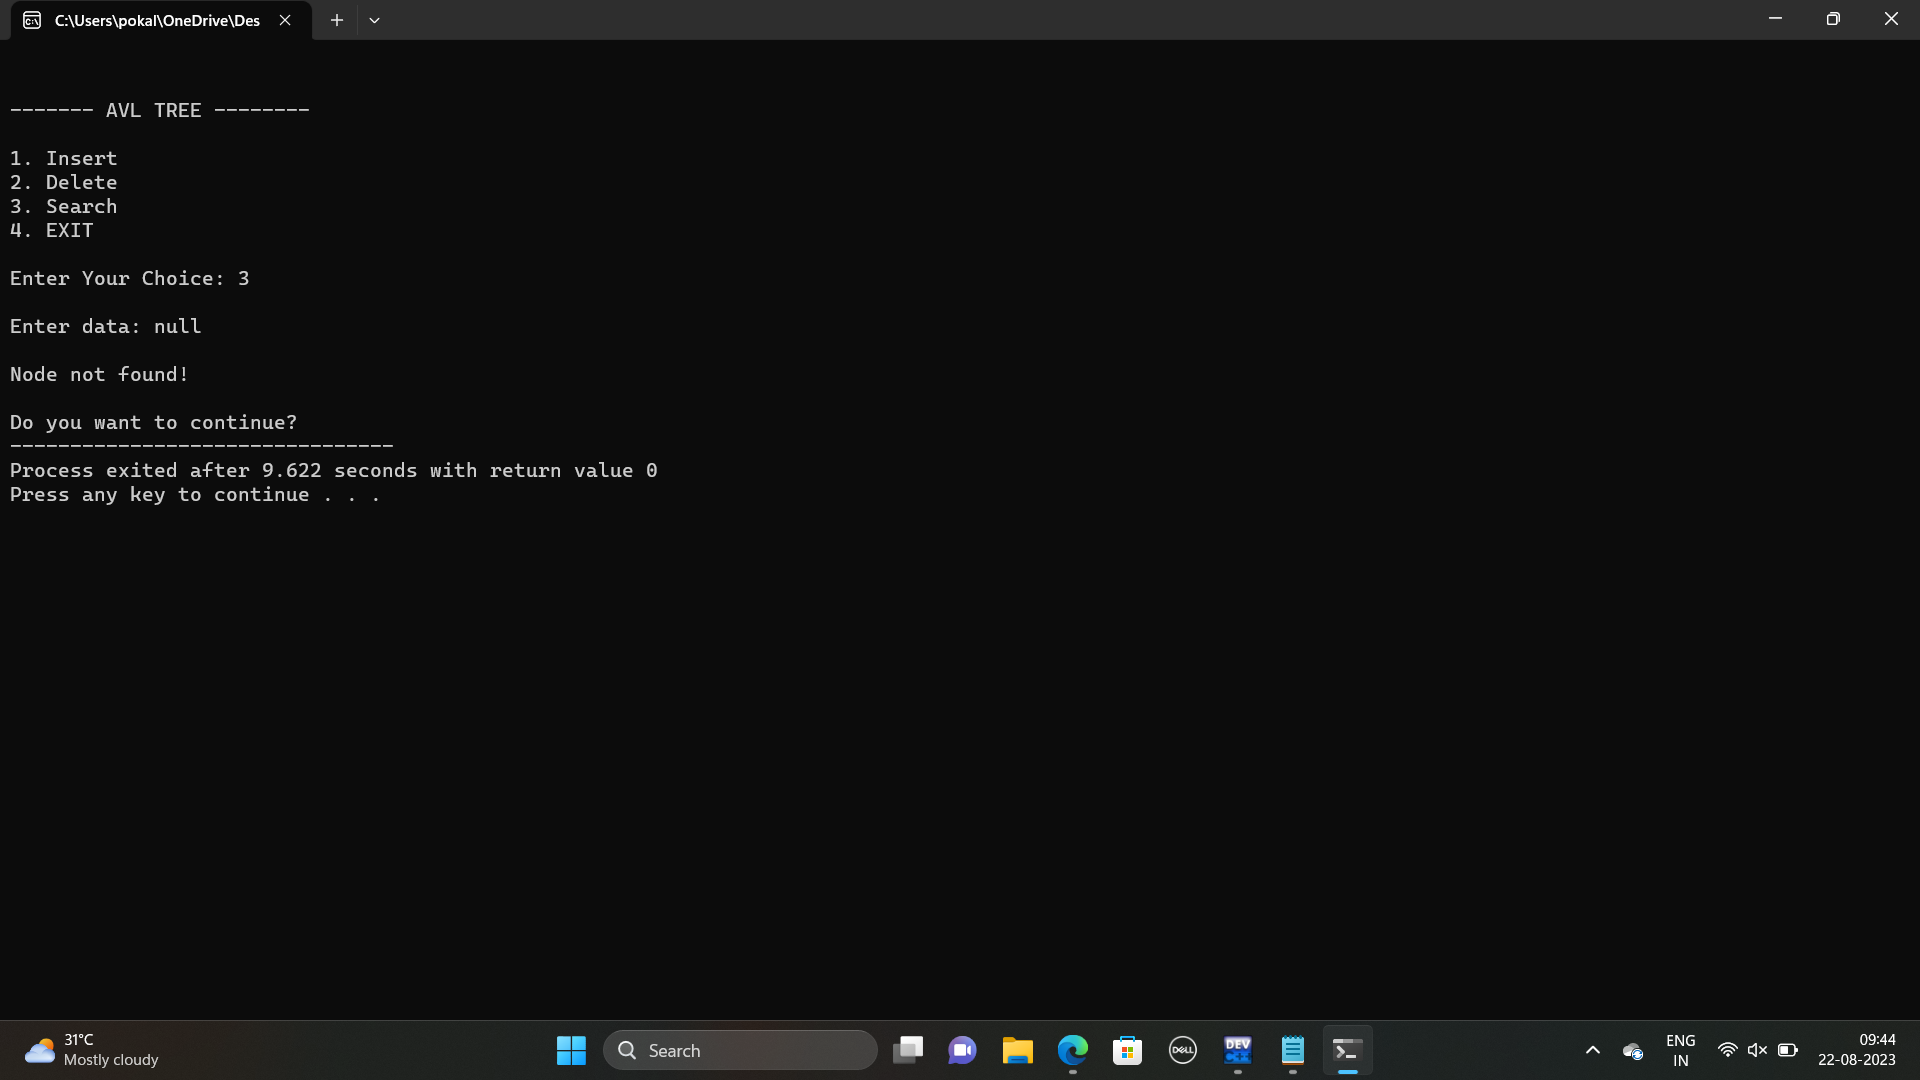 C:\Users\pokal\OneDrive\Des
------- AVL TREE --------
1. Insert
2. Delete
3. Search
4. EXIT
Enter Your Choice: 3
Enter data: null
Node not found!
Do you want to continue?
--------------------------------
Process exited after 9.622 seconds with return value 0
Press any key to continue . . .
31°C
Mostly cloudy
Search
DELL
DEV
C++
ENG
IN
09:44
22-08-2023